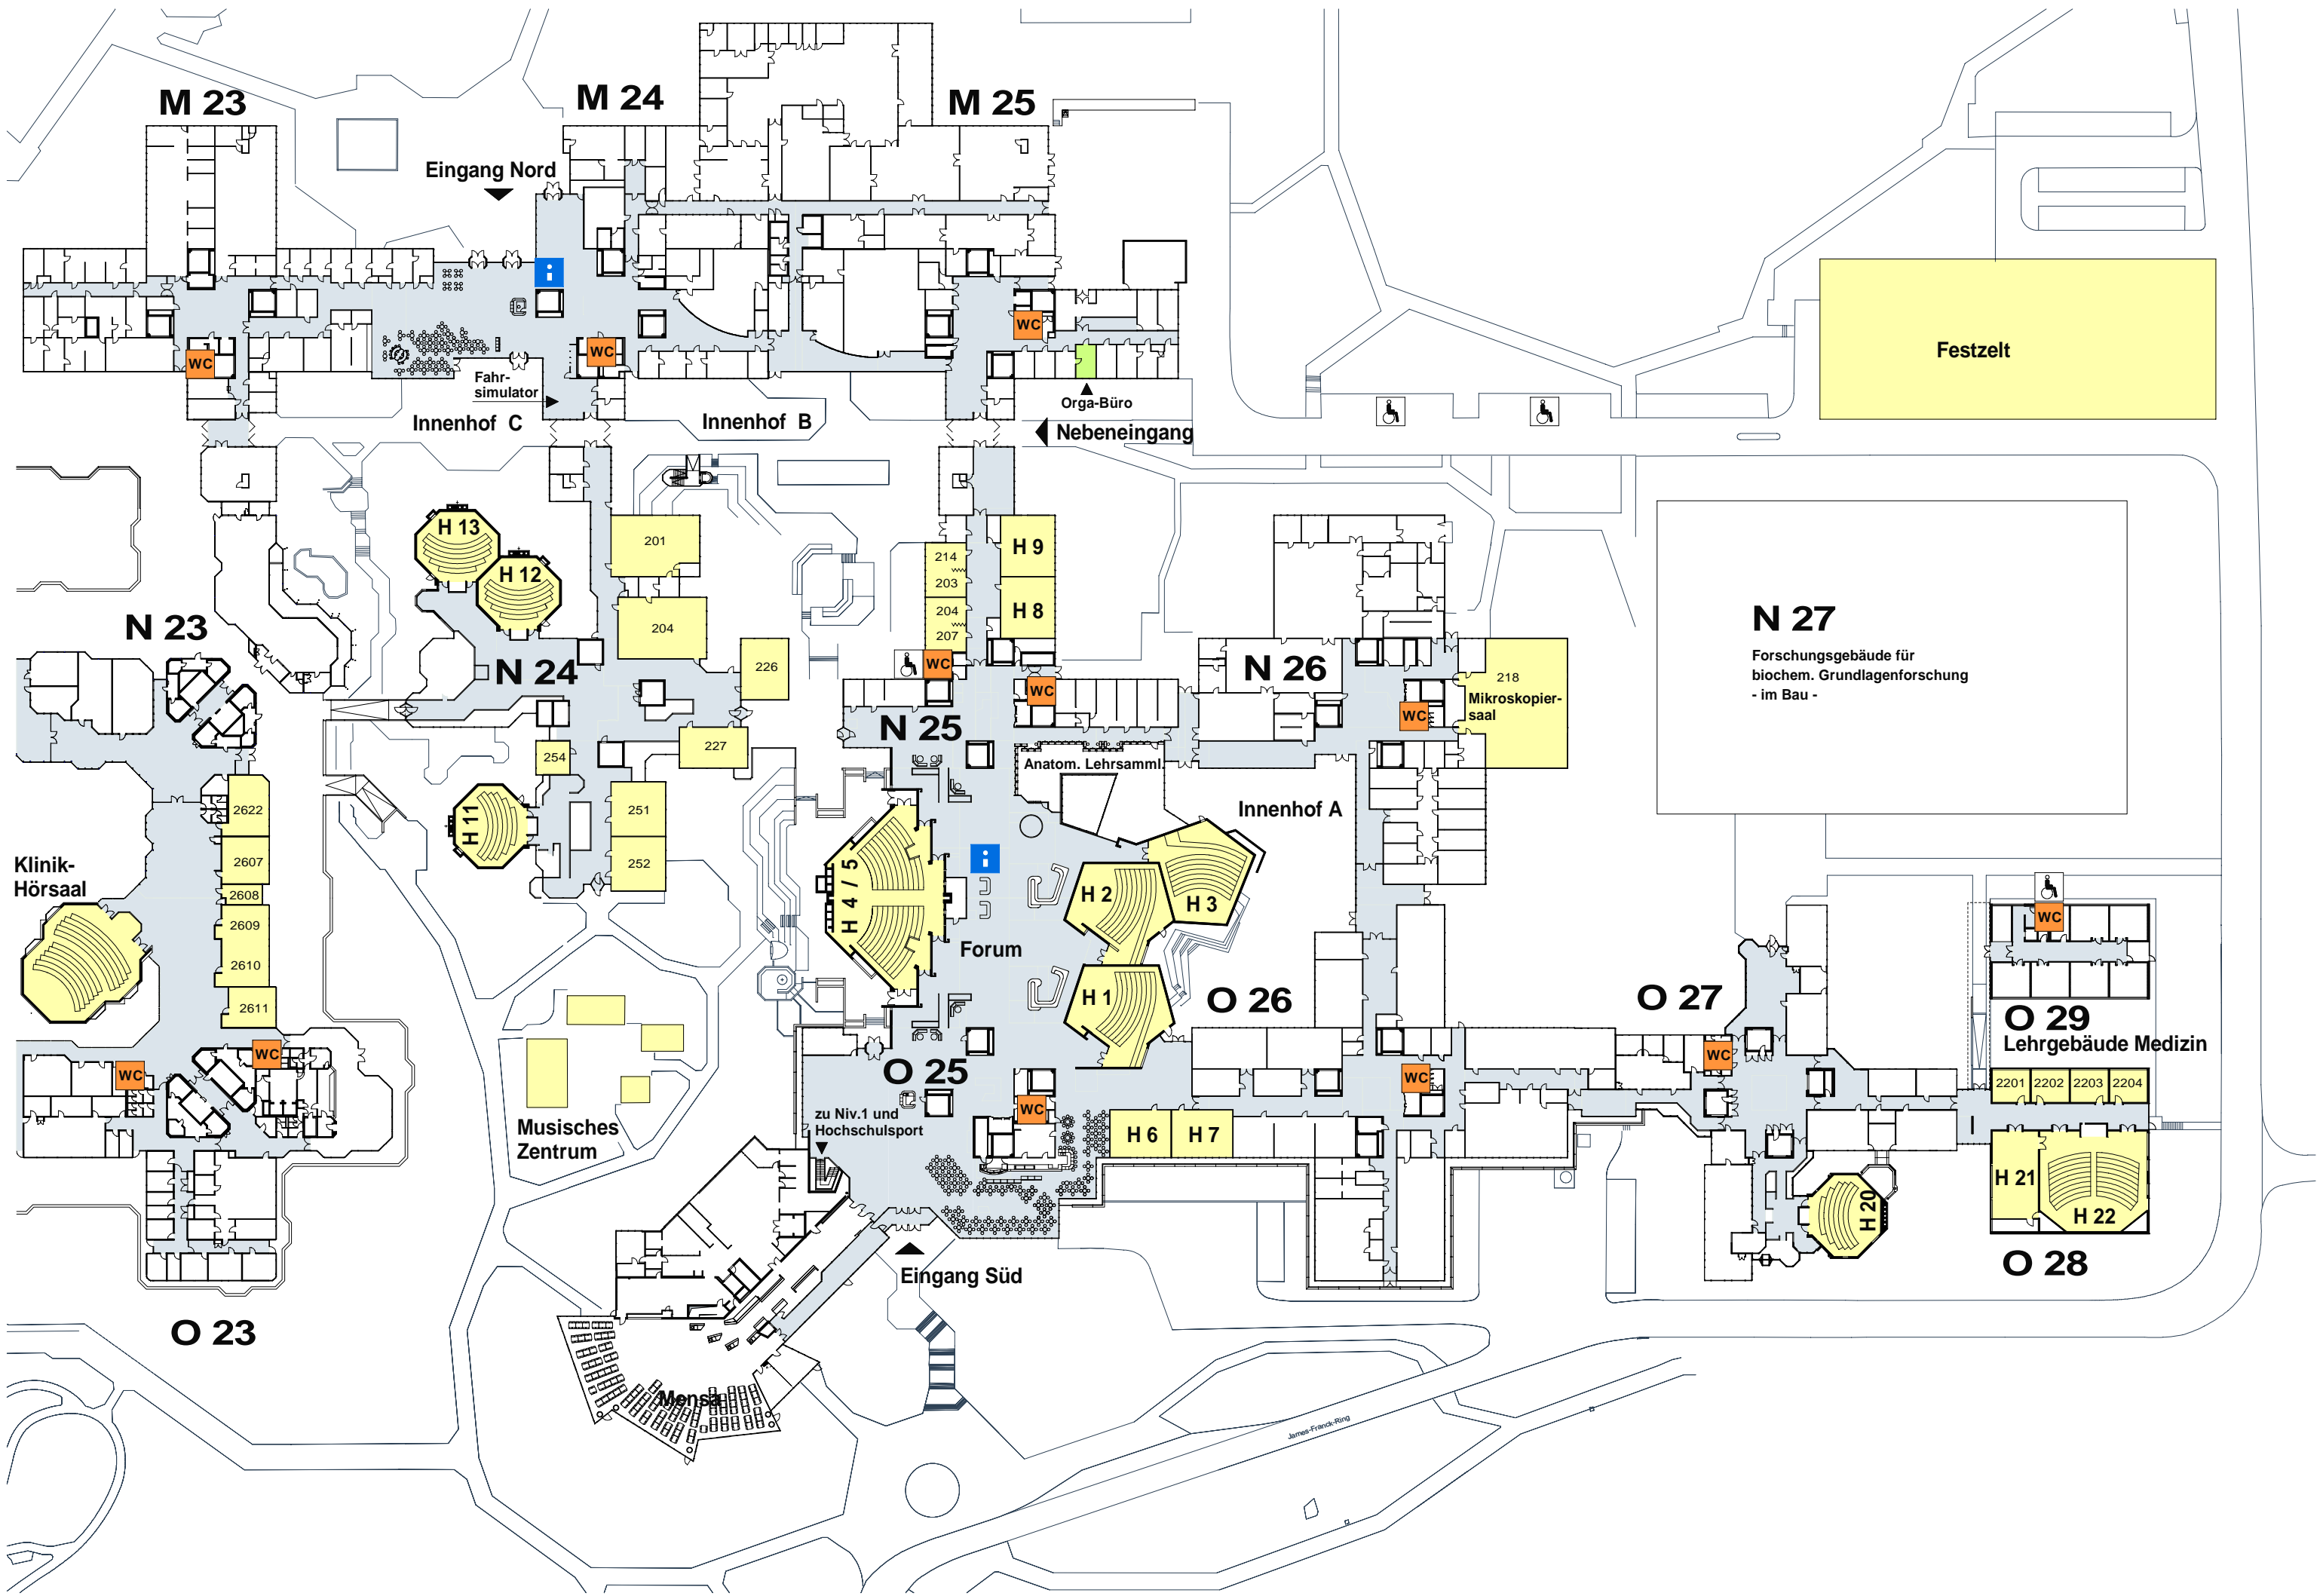 M 23
M 24
M 25
Eingang Nord
i
WC
WC
WC
Fahr-
simulator
Orga-Büro
Innenhof C
Innenhof B
Nebeneingang
Festzelt
H 13
H 12
201
204
226
227
254
251
252
H 11
N 23
N 24
214
203
204
207
H 9
H 8
WC
WC
N 25
N 26
WC
218
Mikroskopier-
saal
N 27
Forschungsgebäude für
biochem. Grundlagenforschung
- im Bau -
Anatom. Lehrsamml.
Innenhof A
2622
2607
2608
2609
2610
2611
Klinik-
Hörsaal
H 4 / 5
i
H 2
H 3
Forum
H 1
O 26
O 27
WC
O 29
Lehrgebäude Medizin
WC
WC
O 25
WC
WC
WC
zu Niv.1 und
Hochschulsport
Musisches
Zentrum
H 6
H 7
2201
2202
2203
2204
H 21
H 22
H 20
O 28
Eingang Süd
O 23
Mensa
James-Franck-Ring